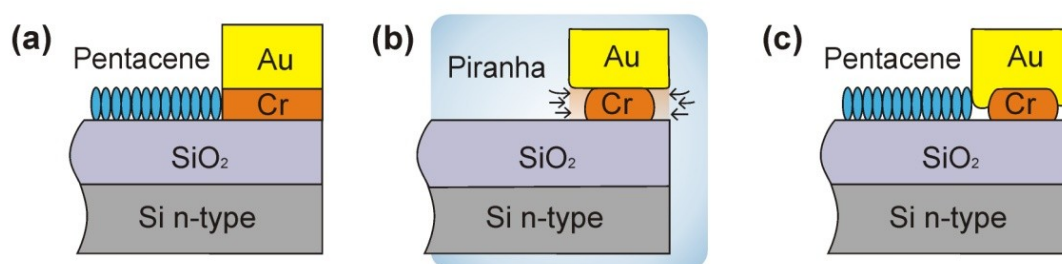 (a)
Pentacene
Au
Cr
SiO₂
Si n-type
(b)
Piranha
Au
Cr
SiO₂
Si n-type
(c)
Pentacene
Au
Cr
SiO₂
Si n-type